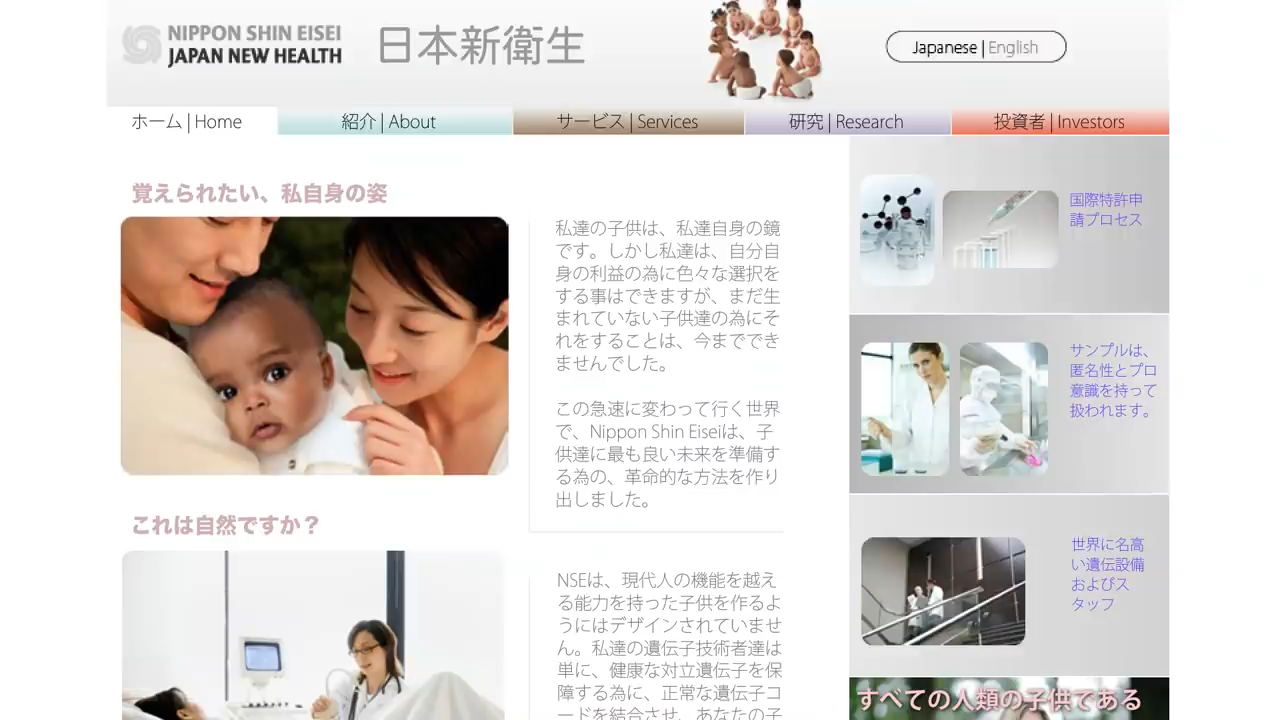 NIPPON SHIN EISEI
JAPAN NEW HEALTH
日本新衛生
Japanese | English
ホーム | Home
紹介 | About
サービス | Services
研究 | Research
投資者 | Investors
覚えられたい、私自身の姿
私達の子供は、私達自身の鏡
です。しかし私達は、自分自
身の利益の為に色々な選択を
する事はできますが、まだ生
まれていない子供達の為にそ
れをすることは、今までででき
ませんでした。
この急速に変わって行く世界
で、Nippon Shin Eiseiは、子
供達に最も良い未来を準備す
る為の、革命的な方法を作り
出しました。
これは自然ですか？
NSEは、現代人の機能を越え
る能力を持った子供を作るよ
うにはデザインされていませ
ん。私達の遺伝子技術者達は
単に、健康な対立遺伝子を保
障する為に、正常な遺伝子コ
ードを結合させ、あなたの子
国際特許申
請プロセス
サンプルは、
匿名性とプロ
意識を持って
扱われます。
世界に名高
い遺伝設備
およびス
タッフ
すべての人類の子供である